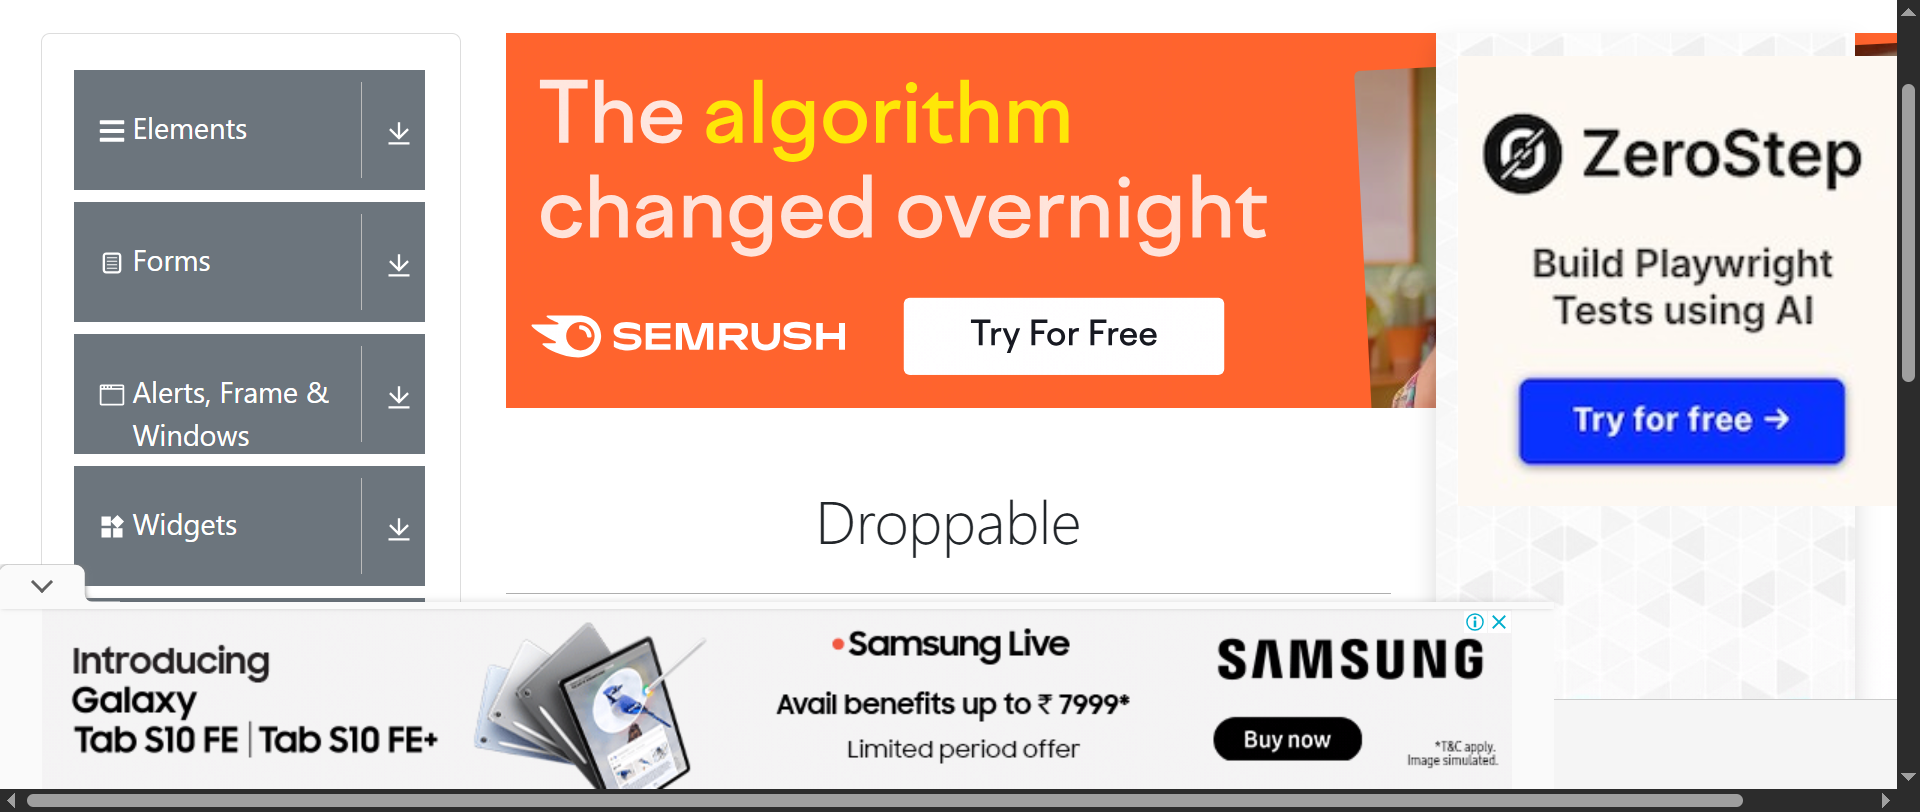 Elements
Forms
Alerts, Frame &
Windows
Widgets
The algorithm
changed overnight
SEMRUSH
Try For Free
ZeroStep
Build Playwright
Tests using AI
Try for free →
Droppable
Introducing
Galaxy
Tab S10 FE | Tab S10 FE+
Samsung Live
Avail benefits up to ₹ 7999*
Limited period offer
SAMSUNG
Buy now
*T&C apply.
Image simulated.